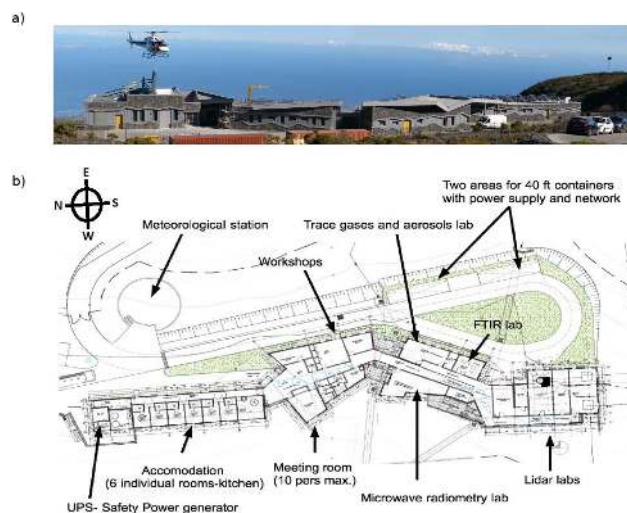 a)
b)
E
N
S
W
Two areas for 40 ft containers
with power supply and network
Meteorological station
Trace gases and aerosols lab
Workshops
FTIR lab
Accomodation
(6 individual rooms-kitchen)
Meeting room
(10 pers max.)
Lidar labs
Microwave radiometry lab
UPS- Safety Power generator